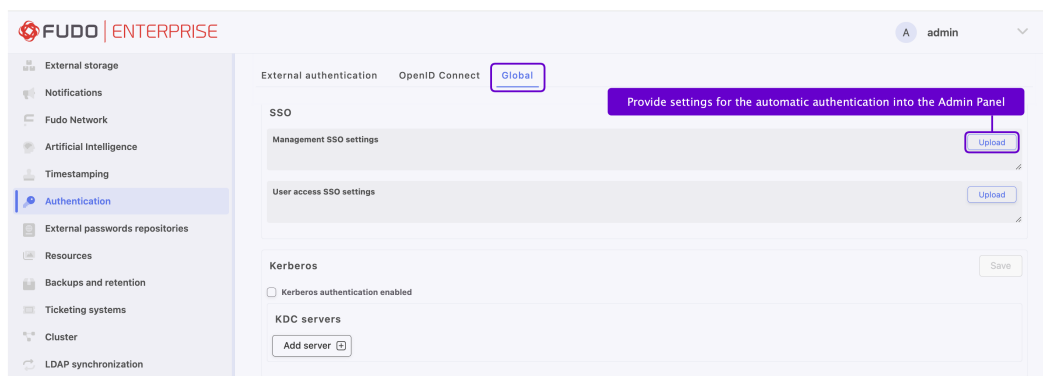 FUDO ENTERPRISE
A admin
External storage
Notifications
Fudo Network
Artificial Intelligence
Timestamping
Authentication
External passwords repositories
Resources
Backups and retention
Ticketing systems
Cluster
LDAP synchronization
External authentication OpenID Connect Global
Provide settings for the automatic authentication into the Admin Panel
SSO
Management SSO settings Upload
User access SSO settings Upload
Kerberos Save
Kerberos authentication enabled
KDC servers
Add server